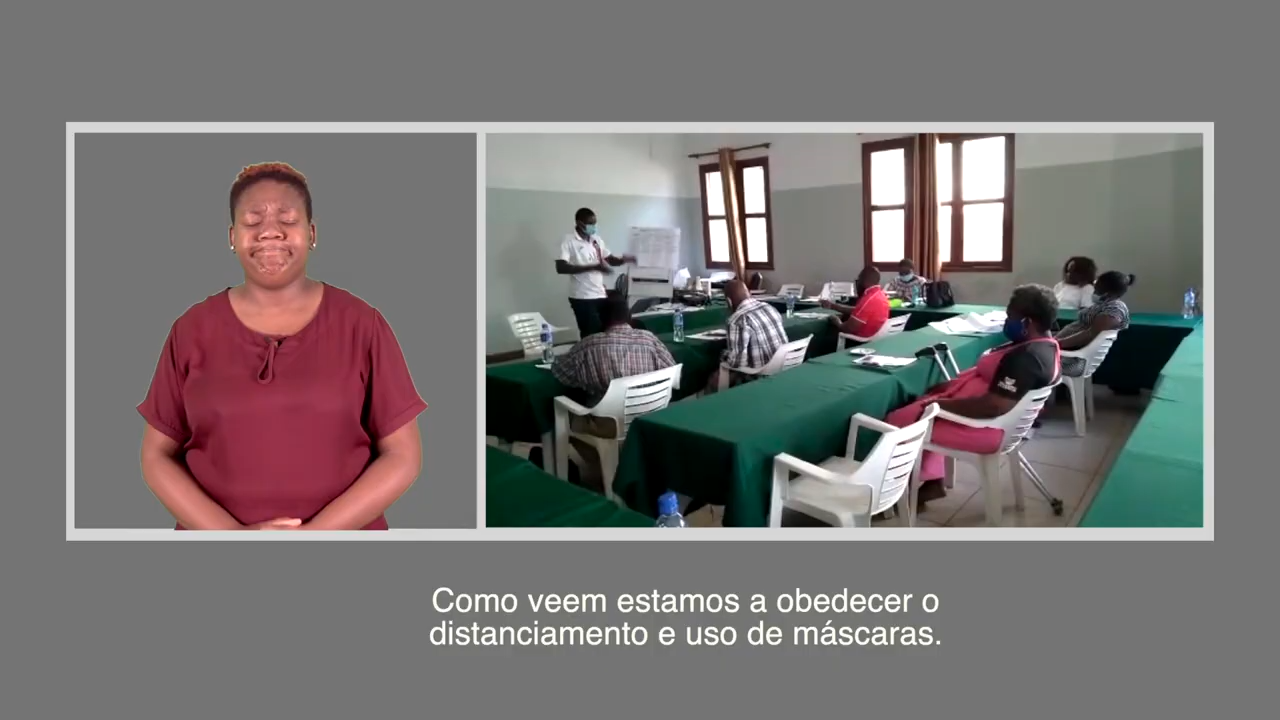 Como veem estamos a obedecer o
distanciamento e uso de máscaras.